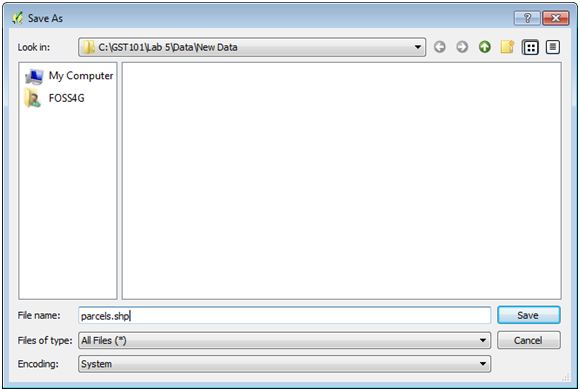 Save As
Look in: C:\GST101\Lab 5\Data\New Data
My Computer
FOSS4G
File name: parcels.shp Save
Files of type: All Files (*) Cancel
Encoding: System